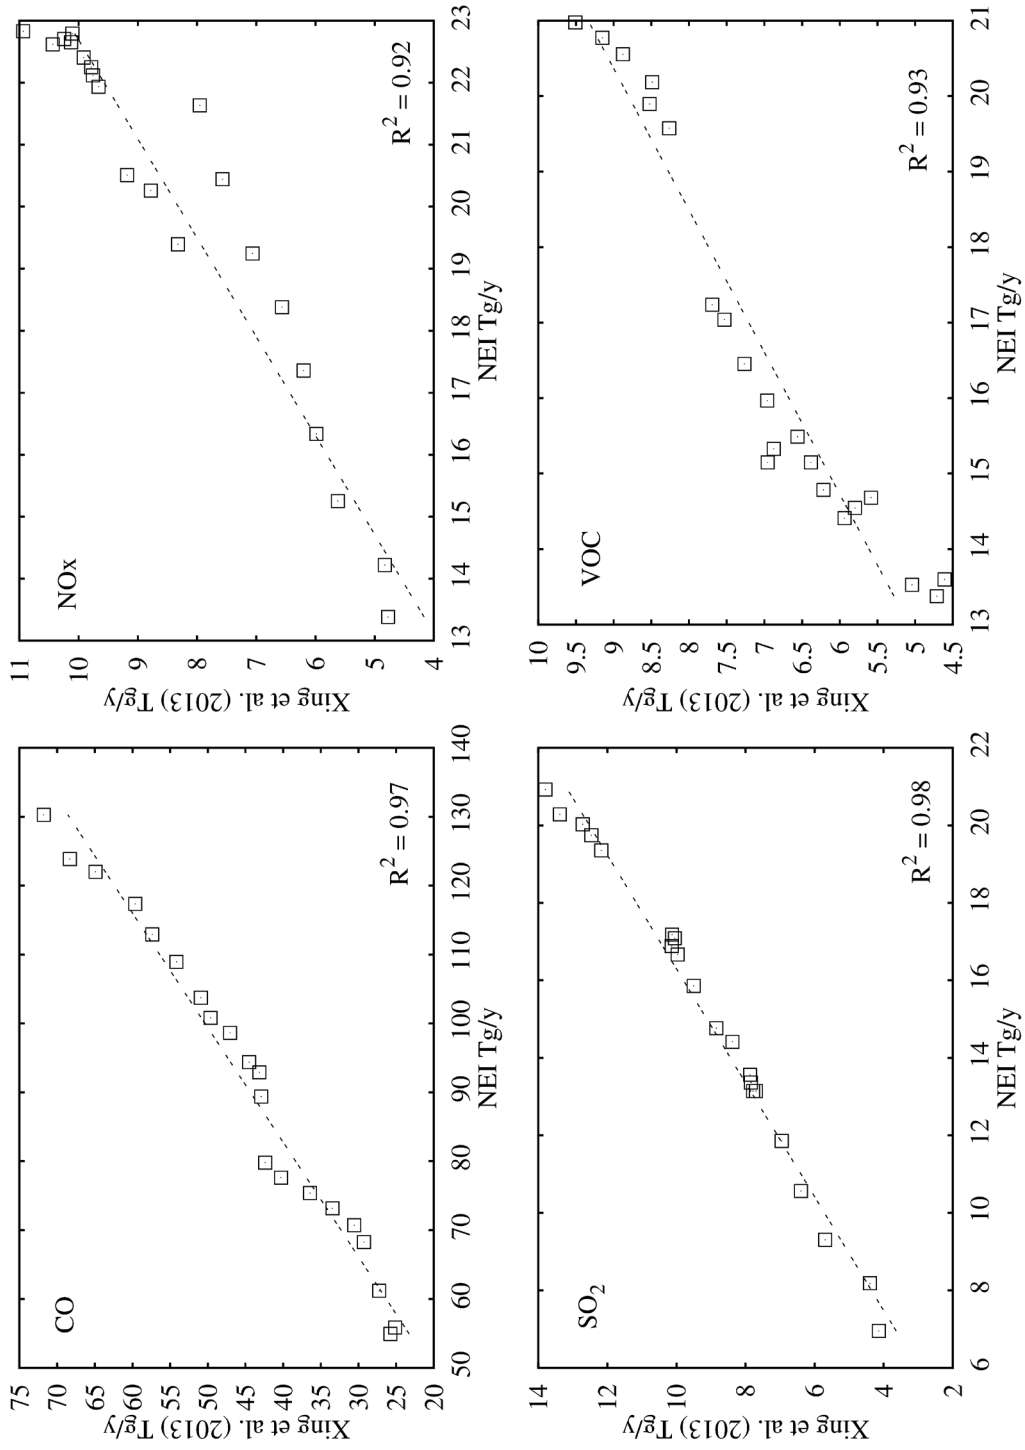 75
70
65
60
55
50
45
40
35
30
25
20
Xing et al. (2013) Tg/y
CO
R² = 0.97
50 60 70 80 90 100 110 120 130 140
NEI Tg/y
11
10
9
8
7
6
5
4
Xing et al. (2013) Tg/y
NOx
R² = 0.92
13 14 15 16 17 18 19 20 21 22 23
NEI Tg/y
14
12
10
8
6
4
2
Xing et al. (2013) Tg/y
SO₂
R² = 0.98
6 8 10 12 14 16 18 20 22
NEI Tg/y
10
9.5
9
8.5
8
7.5
7
6.5
6
5.5
5
4.5
Xing et al. (2013) Tg/y
VOC
R² = 0.93
13 14 15 16 17 18 19 20 21
NEI Tg/y